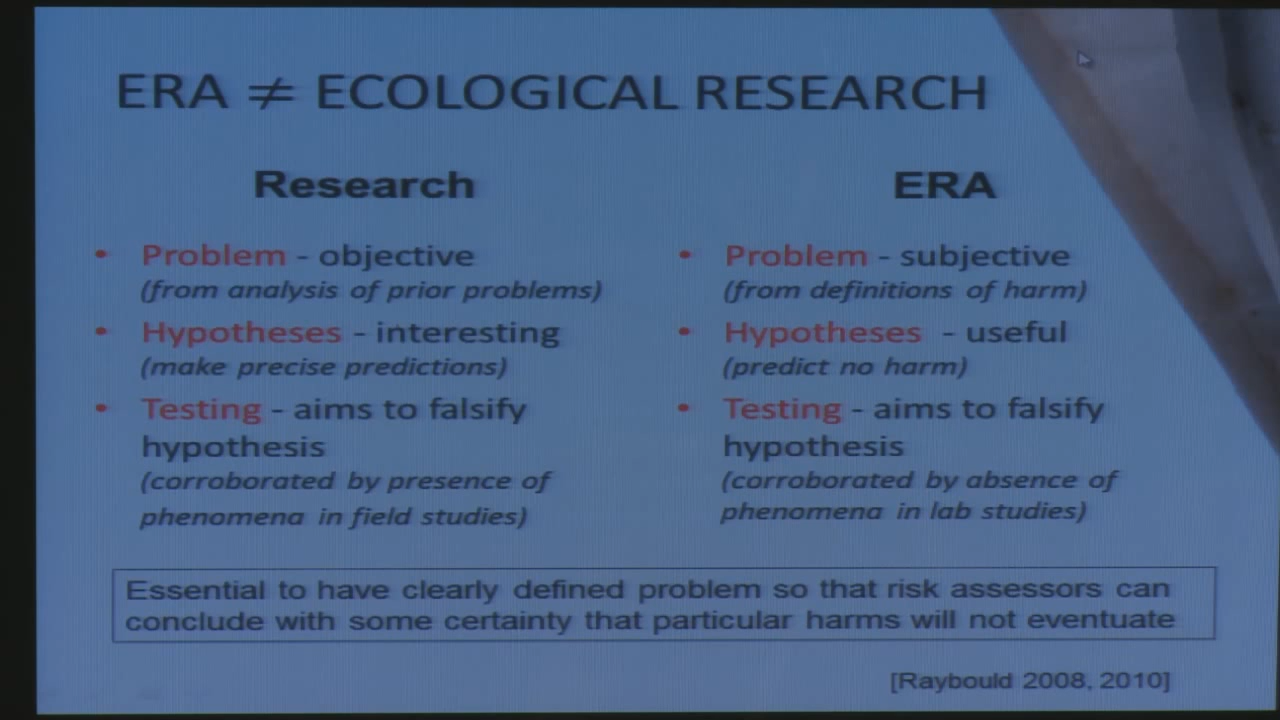 ERA ≠ ECOLOGICAL RESEARCH
Research
• Problem - objective
(from analysis of prior problems)
• Hypotheses - interesting
(make precise predictions)
• Testing - aims to falsify
hypothesis
(corroborated by presence of
phenomena in field studies)
ERA
• Problem - subjective
(from definitions of harm)
• Hypotheses - useful
(predict no harm)
• Testing - aims to falsify
hypothesis
(corroborated by absence of
phenomena in lab studies)
Essential to have clearly defined problem so that risk assessors can
conclude with some certainty that particular harms will not eventuate
[Raybould 2008, 2010]